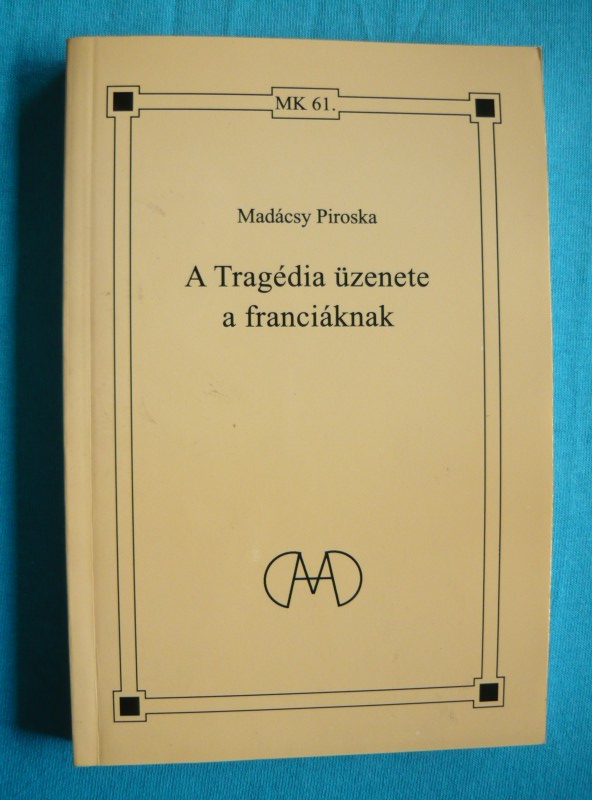 MK 61.
Madácsy Piroska
A Tragédia üzenete
a franciáknak